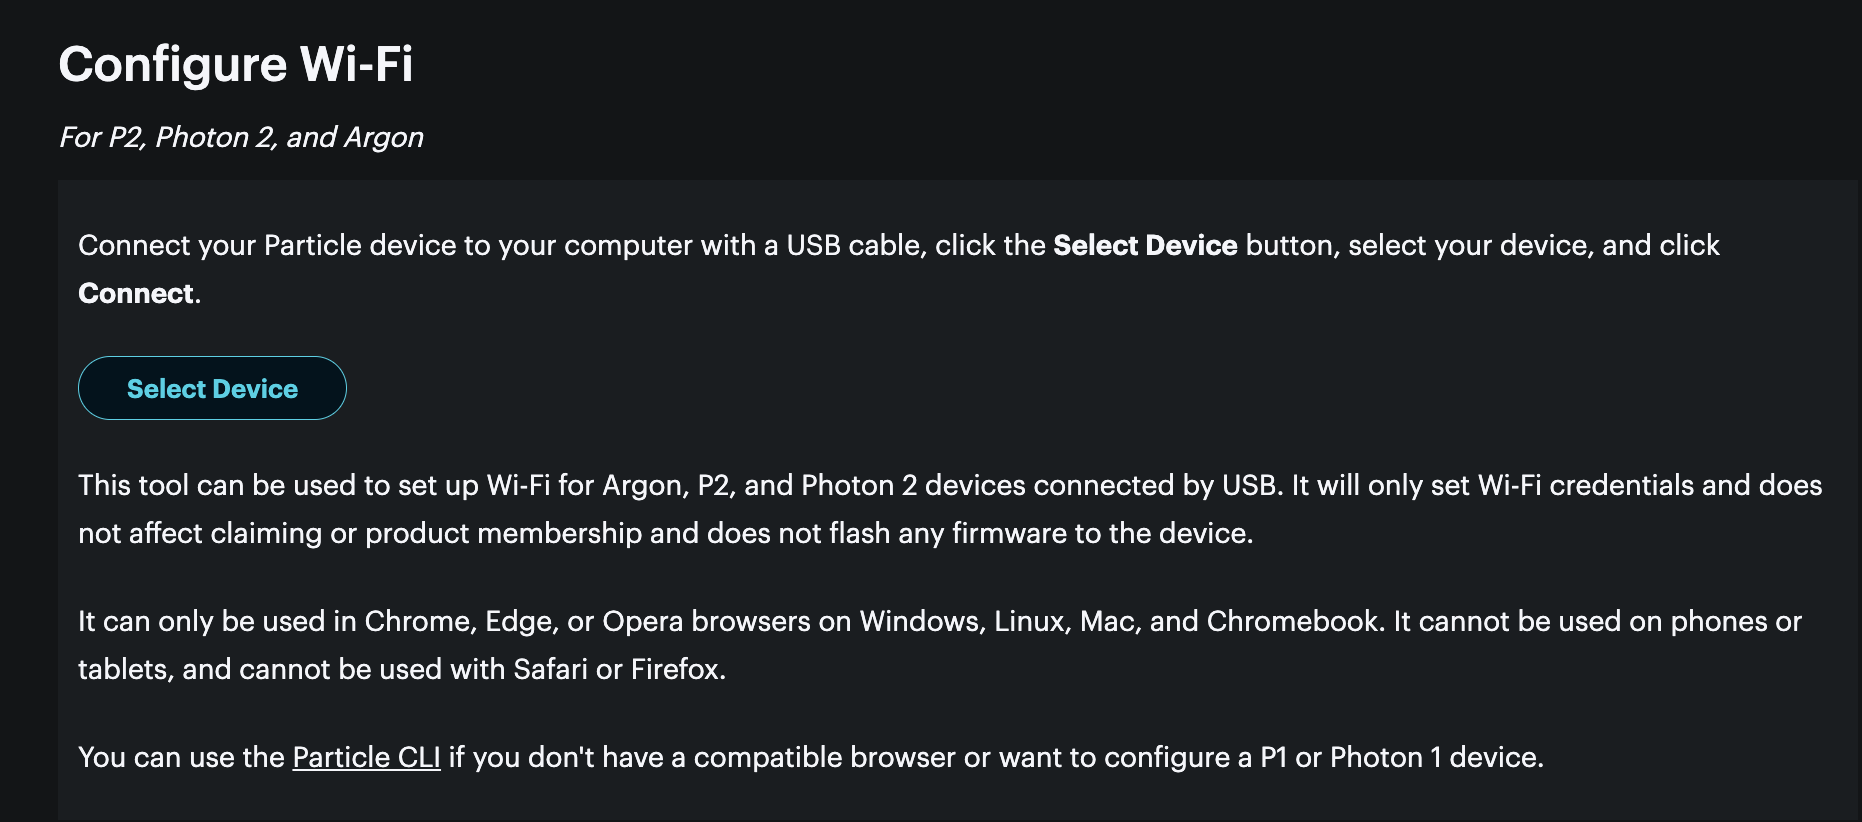 Configure Wi-Fi
For P2, Photon 2, and Argon
Connect your Particle device to your computer with a USB cable, click the Select Device button, select your device, and click
Connect.
Select Device
This tool can be used to set up Wi-Fi for Argon, P2, and Photon 2 devices connected by USB. It will only set Wi-Fi credentials and does
not affect claiming or product membership and does not flash any firmware to the device.
It can only be used in Chrome, Edge, or Opera browsers on Windows, Linux, Mac, and Chromebook. It cannot be used on phones or
tablets, and cannot be used with Safari or Firefox.
You can use the Particle CLI if you don't have a compatible browser or want to configure a P1 or Photon 1 device.